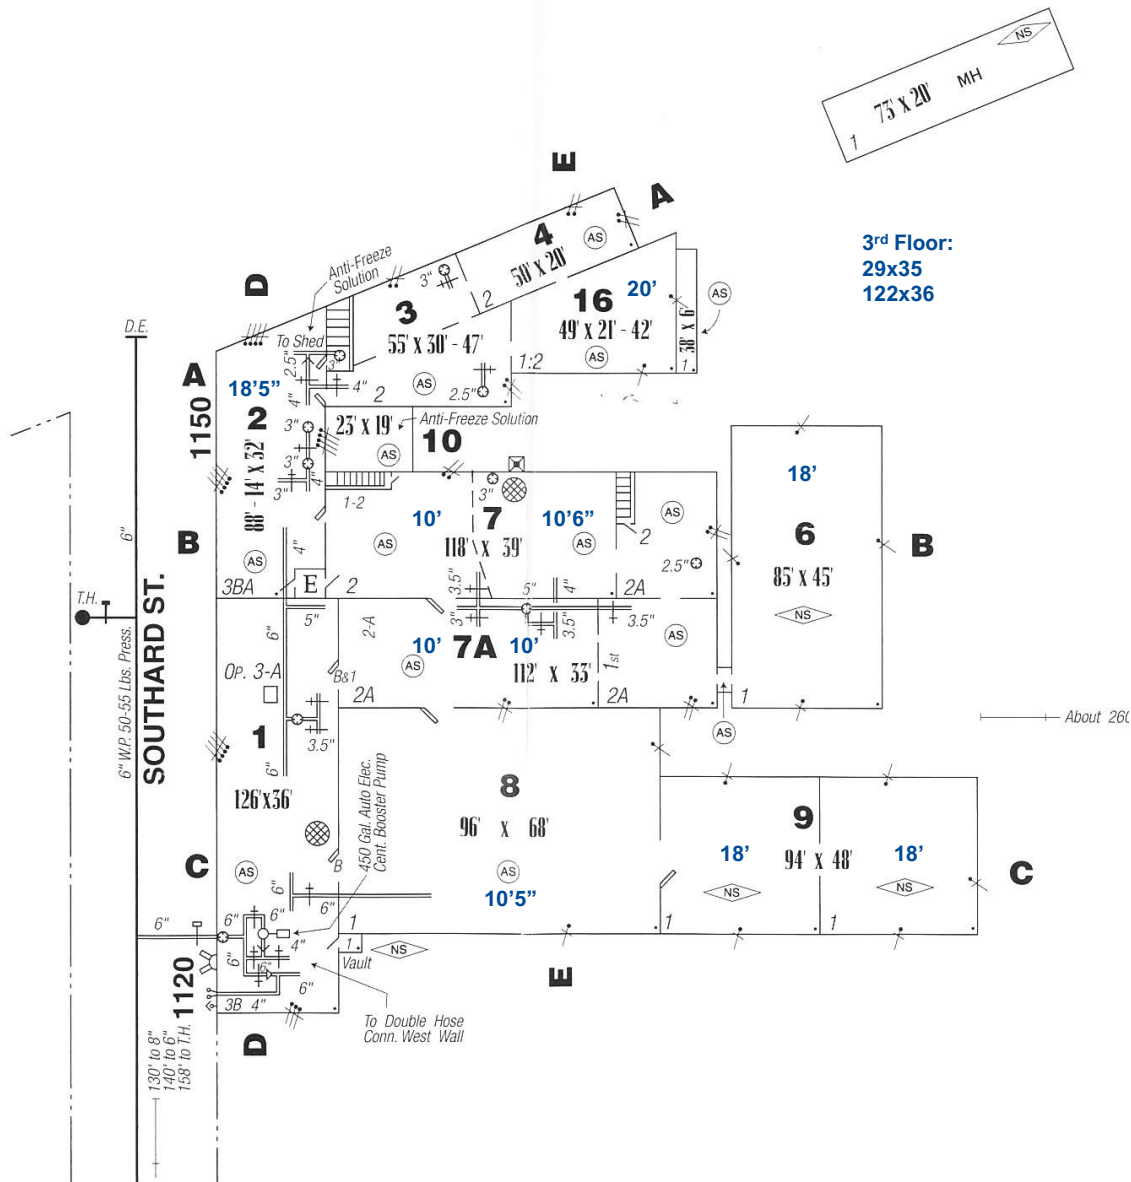 NS
73' X 20' MH
1
E
A
4
AS
50' X 20'
2
3rd Floor:
29x35
122x36
Anti-Freeze
Solution
D
3"
3
55' X 30' - 47'
AS
2
20'
16
49' X 21' - 42'
AS
1:2
38' X 6'
1
AS
D.E.
To Shed
2.5"
3"
4"
4"
2.5"
A
1150
18'5"
2
88' - 14' X 32'
3"
3"
3"
4"
4"
AS
3BA
E
23' X 19'
Anti-Freeze Solution
AS
10
1-2
10'
7
3"
10'6"
118' X 39'
AS
AS
AS
2
2.5"
2
2A
18'
6
85' X 45'
NS
1
B
B
6"
T.H.
SOUTHARD ST.
6" W.P. 50-55 Lbs. Press.
5"
3.5"
5"
4"
3"
3.5"
3.5"
2-A
10'
7A
10'
112' X 33'
1st
AS
AS
2A
2A
AS
6"
OP. 3-A
B&1
1
3.5"
6"
126'x36'
450 Gal. Auto Elec.
Cent. Booster Pump
About 260
8
96' X 68'
AS
10'5"
1
9
94' X 48'
18'
18'
NS
NS
1
1
C
C
AS
B
6"
6"
6"
6"
6"
4"
6"
6"
6"
1
Vault
NS
E
1120
3B
4"
To Double Hose
Conn. West Wall
D
130' to 8"
140' to 6"
158' to T.H.